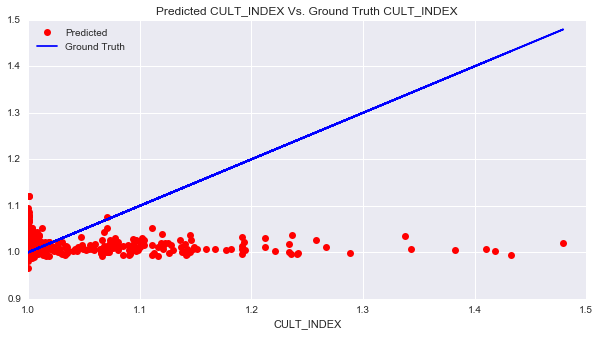 Predicted CULT_INDEX Vs. Ground Truth CULT_INDEX
1.5
Predicted
Ground Truth
1.4
1.3
1.2
1.1
1.0
0.9
1.0 1.1 1.2 1.3 1.4 1.5
CULT_INDEX